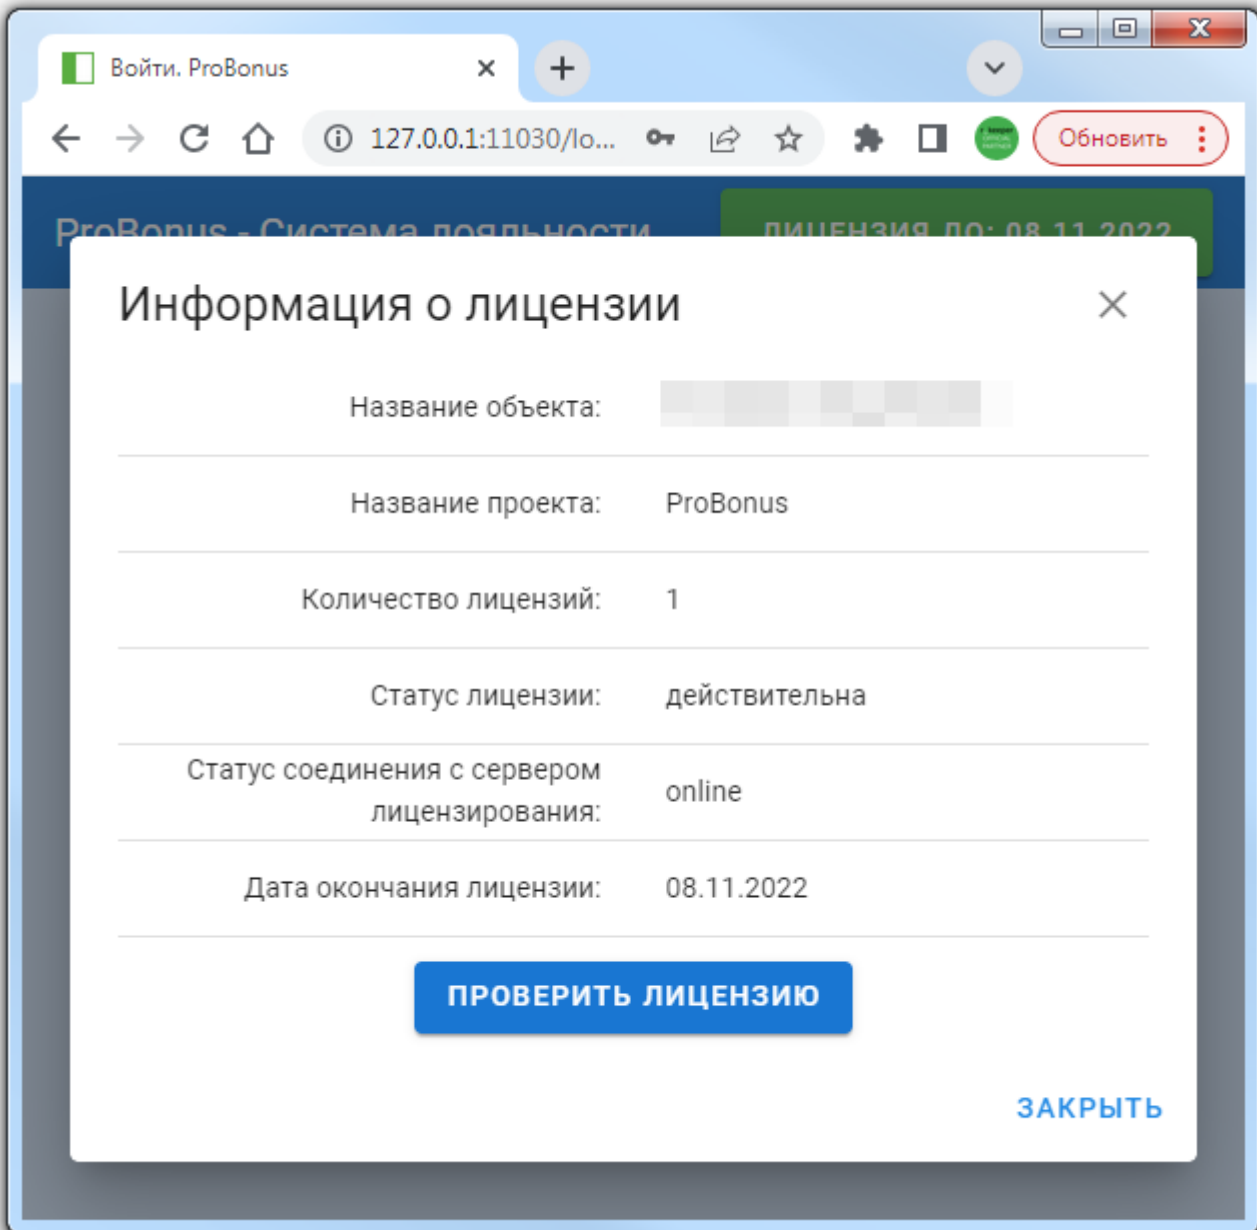 Войти. ProBonus
127.0.0.1:11030/lo...
Обновить
ProBonus - Система лояльности
ЛИЦЕНЗИЯ ДО: 08.11.2022
Информация о лицензии
Название объекта:
Название проекта: ProBonus
Количество лицензий: 1
Статус лицензии: действительна
Статус соединения с сервером
лицензирования: online
Дата окончания лицензии: 08.11.2022
ПРОВЕРИТЬ ЛИЦЕНЗИЮ
ЗАКРЫТЬ